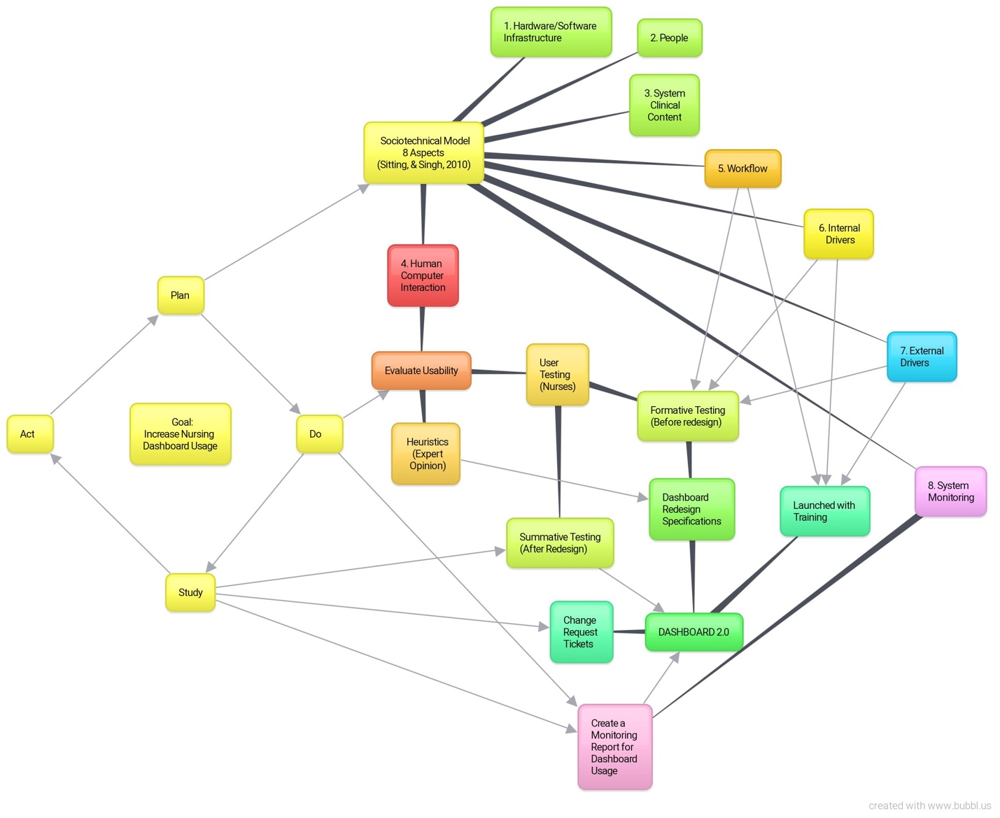 1. Hardware/Software
Infrastructure
2. People
3. System
Clinical
Content
Sociotechnical Model
8 Aspects
(Sitting, & Singh, 2010)
5. Workflow
6. Internal
Drivers
4. Human
Computer
Interaction
Plan
7. External
Drivers
Evaluate Usability
User
Testing
(Nurses)
Formative Testing
(Before redesign)
Act
Goal:
Increase Nursing
Dashboard Usage
Do
Heuristics
(Expert
Opinion)
Dashboard
Redesign
Specifications
Launched with
Training
8. System
Monitoring
Summative Testing
(After Redesign)
Study
Change
Request
Tickets
DASHBOARD 2.0
Create a
Monitoring
Report for
Dashboard
Usage
created with www.bubbl.us